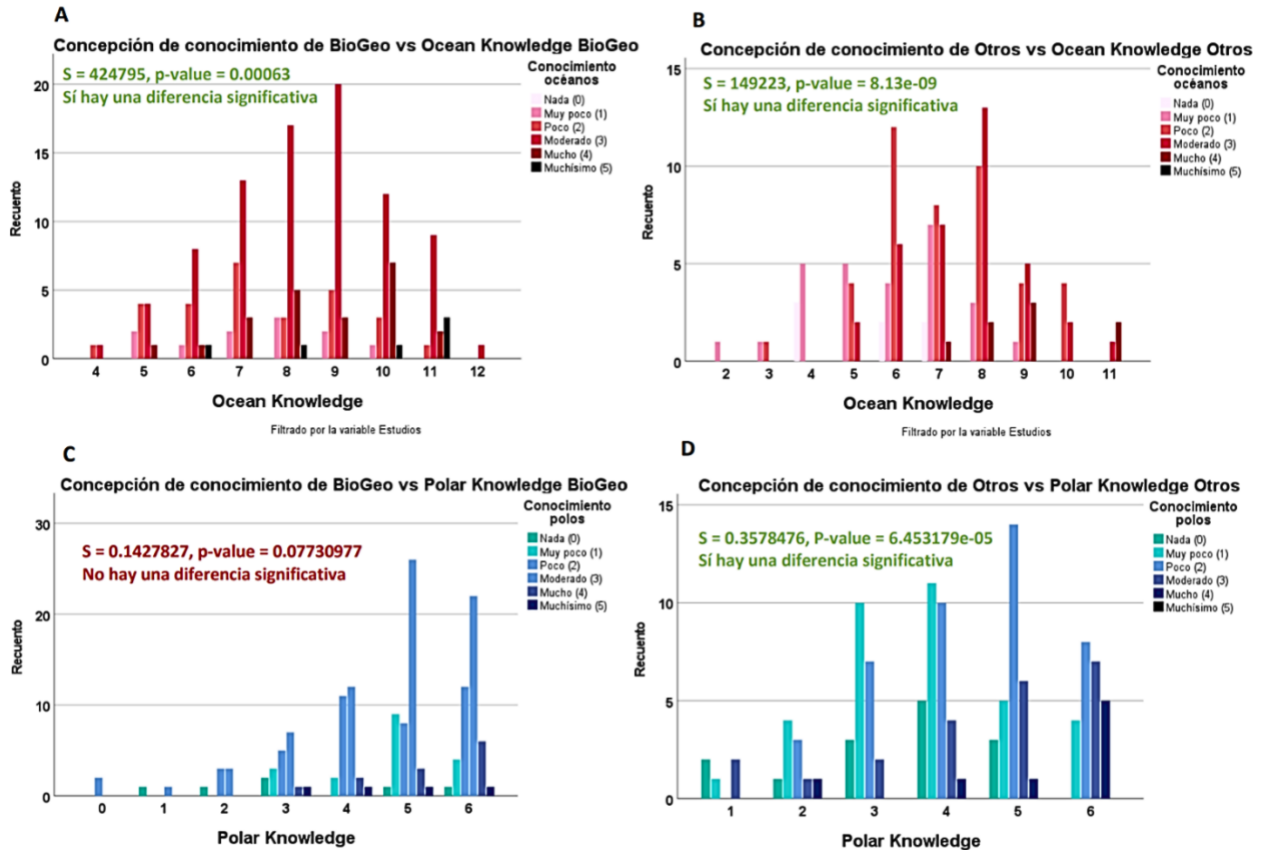 A
Concepción de conocimiento de BioGeo vs Ocean Knowledge BioGeo
S = 424795, p-value = 0.00063
Sí hay una diferencia significativa
Conocimiento
océanos
Nada (0)
Muy poco (1)
Poco (2)
Moderado (3)
Mucho (4)
Muchísimo (5)
Recuento
20
15
10
5
0
4 5 6 7 8 9 10 11 12
Ocean Knowledge
Filtrado por la variable Estudios
B
Concepción de conocimiento de Otros vs Ocean Knowledge Otros
S = 149223, p-value = 8.13e-09
Sí hay una diferencia significativa
Conocimiento
océanos
Nada (0)
Muy poco (1)
Poco (2)
Moderado (3)
Mucho (4)
Muchísimo (5)
Recuento
15
10
5
0
2 3 4 5 6 7 8 9 10 11
Ocean Knowledge
Filtrado por la variable Estudios
C
Concepción de conocimiento de BioGeo vs Polar Knowledge BioGeo
S = 0.1427827, p-value = 0.07730977
No hay una diferencia significativa
Conocimiento
polos
Nada (0)
Muy poco (1)
Poco (2)
Moderado (3)
Mucho (4)
Muchísimo (5)
Recuento
30
20
10
0
0 1 2 3 4 5 6
Polar Knowledge
D
Concepción de conocimiento de Otros vs Polar Knowledge Otros
S = 0.3578476, P-value = 6.453179e-05
Sí hay una diferencia significativa
Conocimiento
polos
Nada (0)
Muy poco (1)
Poco (2)
Moderado (3)
Mucho (4)
Muchísimo (5)
Recuento
15
10
5
0
1 2 3 4 5 6
Polar Knowledge